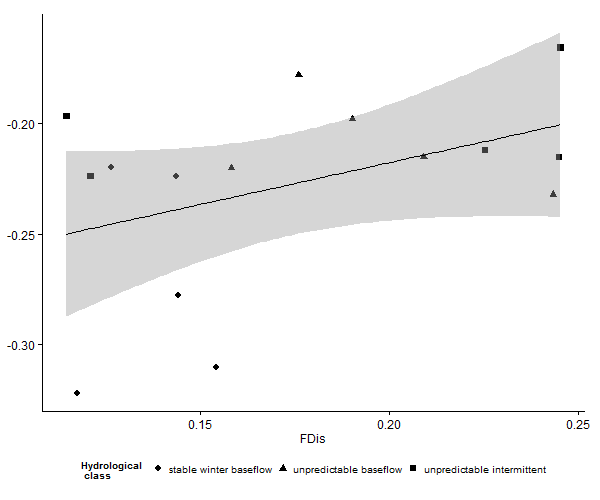 -0.20
-0.25
-0.30
0.15 0.20 0.25
FDis
Hydrological class stable winter baseflow unpredictable baseflow unpredictable intermittent